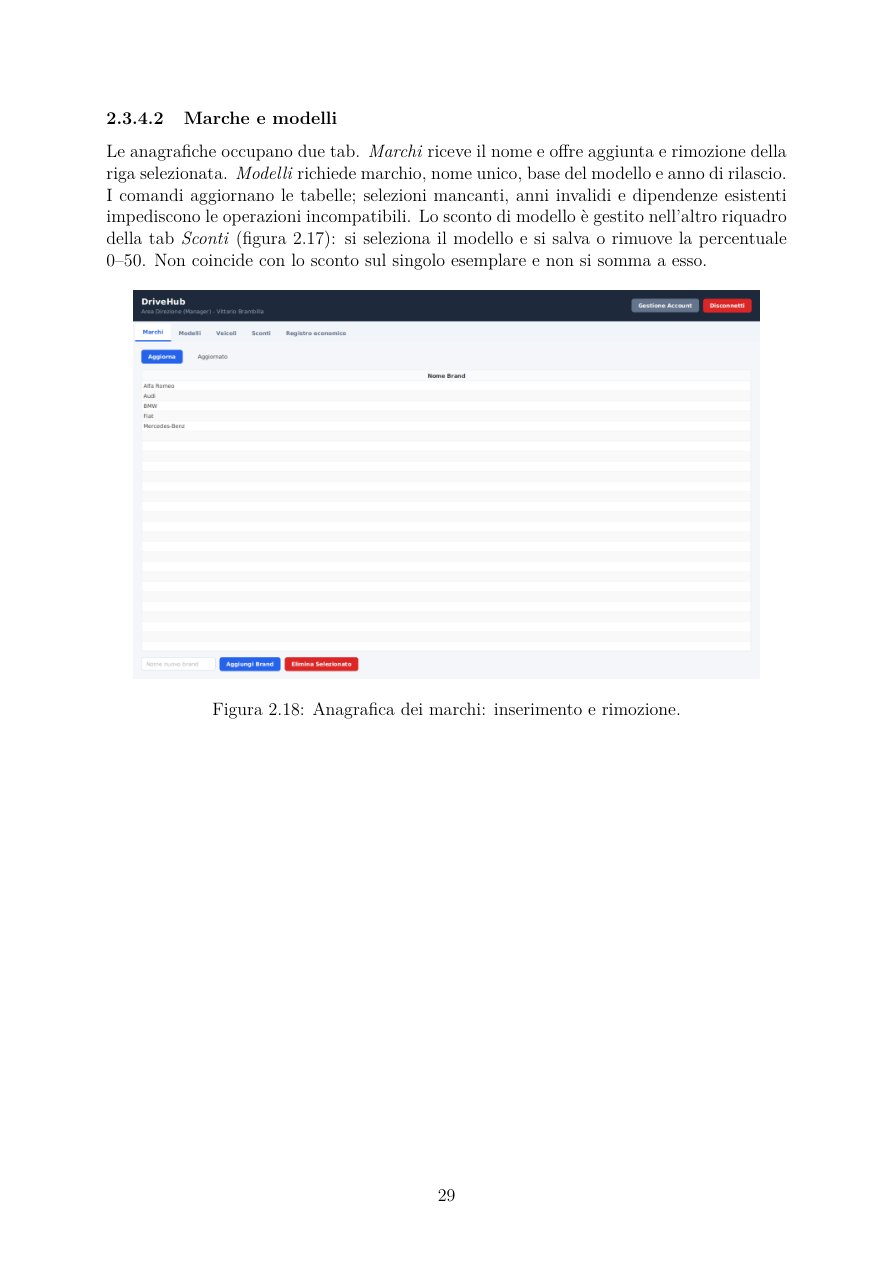 2.3.4.2 Marche e modelli
Le anagrafiche occupano due tab. Marchi riceve il nome e offre aggiunta e rimozione della
riga selezionata. Modelli richiede marchio, nome unico, base del modello e anno di rilascio.
I comandi aggiornano le tabelle; selezioni mancanti, anni invalidi e dipendenze esistenti
impediscono le operazioni incompatibili. Lo sconto di modello è gestito nell'altro riquadro
della tab Sconti (figura 2.17): si seleziona il modello e si salva o rimuove la percentuale
0–50. Non coincide con lo sconto sul singolo esemplare e non si somma a esso.
DriveHub
Area Direzione (Manager) - Vittorio Brambilla
Gestione Account Disconnetti
Marchi Modelli Veicoli Sconti Registro economico
Aggiorna Aggiornato
Nome Brand
Alfa Romeo
Audi
BMW
Fiat
Mercedes-Benz
Nome nuovo brand Aggiungi Brand Elimina Selezionato
Figura 2.18: Anagrafica dei marchi: inserimento e rimozione.
29